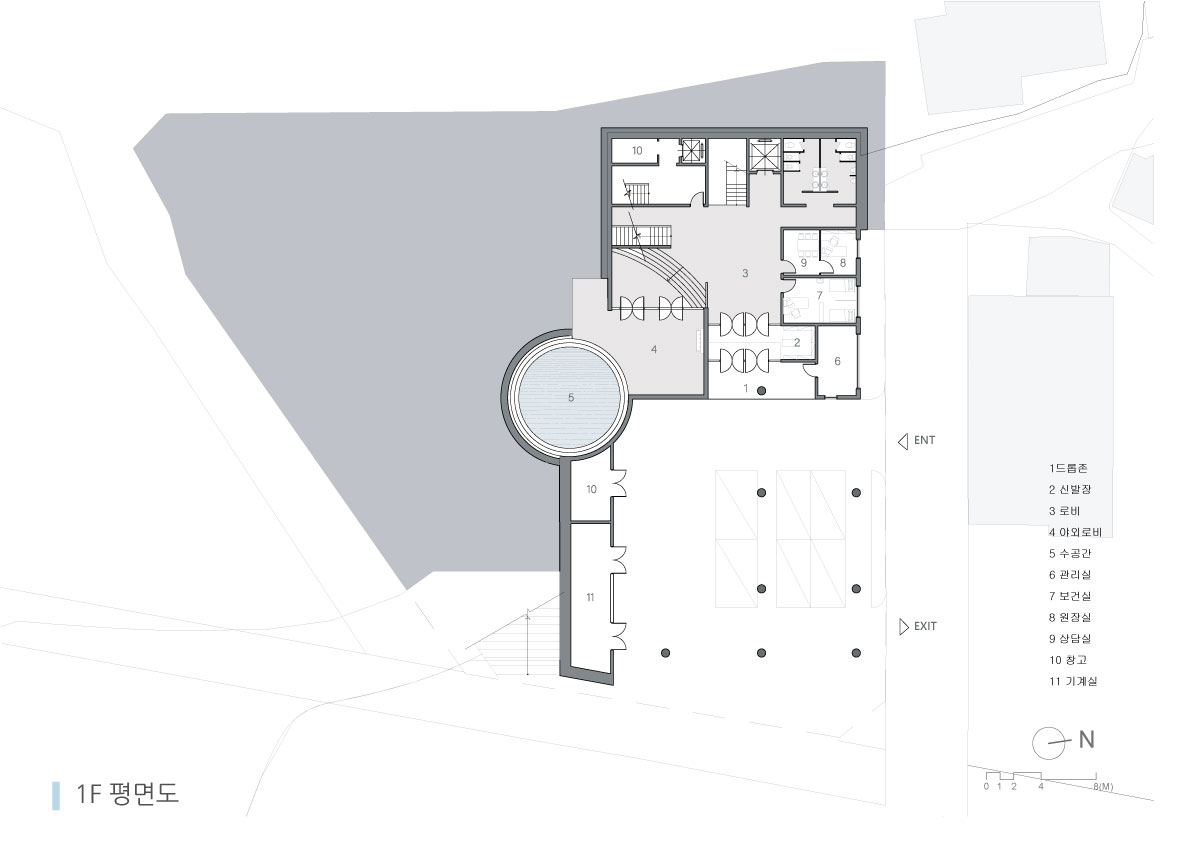 10
9
8
3
7
2
4
6
1
5
ENT
10
11
EXIT
1드롭존
2 신발장
3 로비
4 야외로비
5 수공간
6 관리실
7 보건실
8 원장실
9 상담실
10 창고
11 기계실
N
0 1 2 4 8(M)
1F 평면도